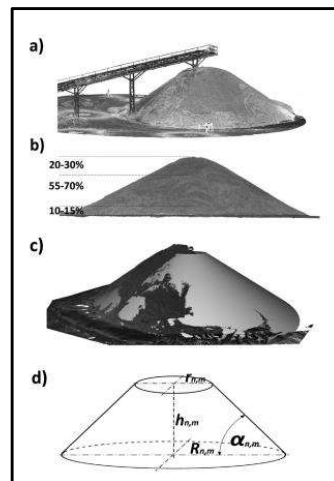 a)
b)
20-30%
55-70%
10-15%
c)
d)
rn,m
hn,m
Rn,m
αn,m